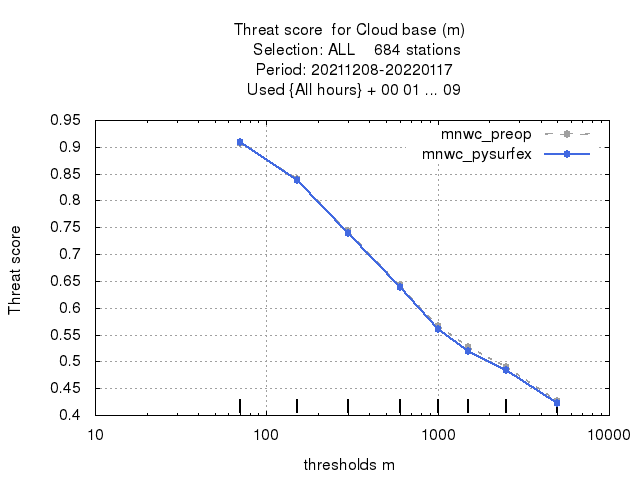 Threat score  for Cloud base (m)
Selection: ALL    684 stations
Period: 20211208-20220117
Used {All hours} + 00 01 ... 09
mnwc_preop
mnwc_pysurfex
Threat score
0.95
0.9
0.85
0.8
0.75
0.7
0.65
0.6
0.55
0.5
0.45
0.4
10
100
1000
10000
thresholds m